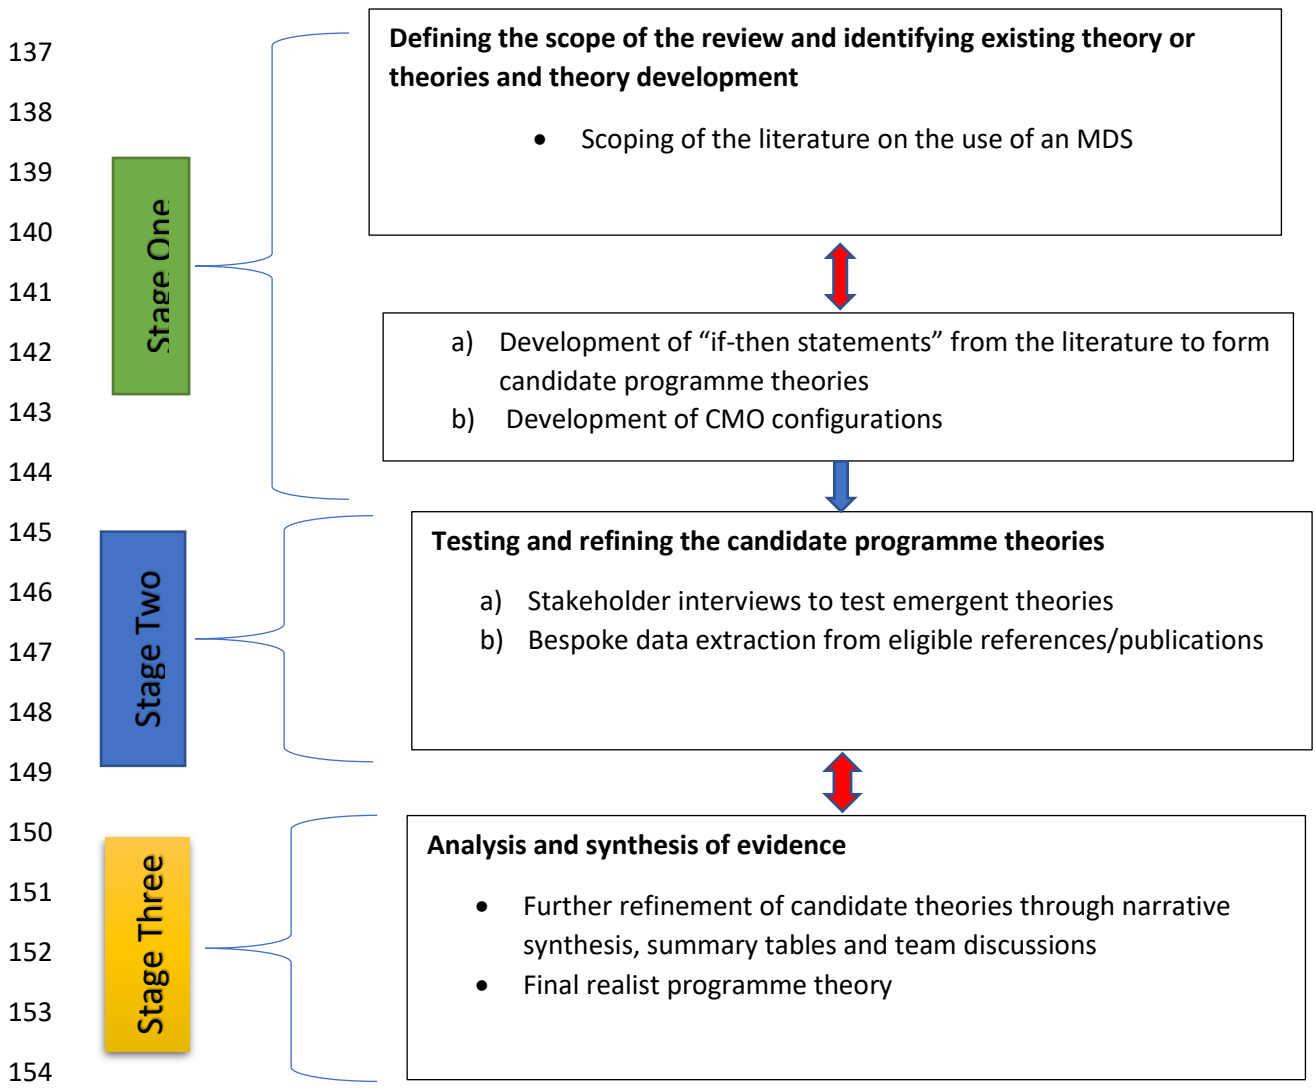 137
Defining the scope of the review and identifying existing theory or
theories and theory development
138
• Scoping of the literature on the use of an MDS
139
140
Stage One
141
142
a) Development of “if-then statements” from the literature to form
candidate programme theories
143
b) Development of CMO configurations
144
145
Testing and refining the candidate programme theories
146
Stage Two
a) Stakeholder interviews to test emergent theories
b) Bespoke data extraction from eligible references/publications
147
148
149
150
Analysis and synthesis of evidence
151
Stage Three
• Further refinement of candidate theories through narrative
synthesis, summary tables and team discussions
152
• Final realist programme theory
153
154